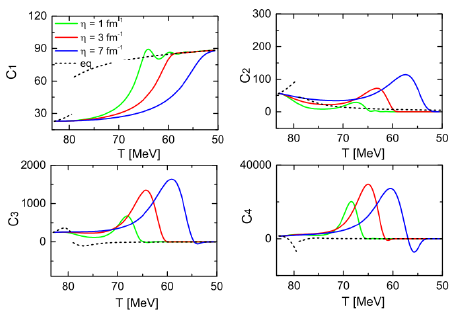 120
η = 1 fm⁻¹
η = 3 fm⁻¹
η = 7 fm⁻¹
eq
90
60
30
C₁
80 70 60 50
T [MeV]
300
200
100
0
C₂
80 70 60 50
T [MeV]
2000
1000
0
C₃
80 70 60 50
T [MeV]
40000
20000
0
C₄
80 70 60 50
T [MeV]